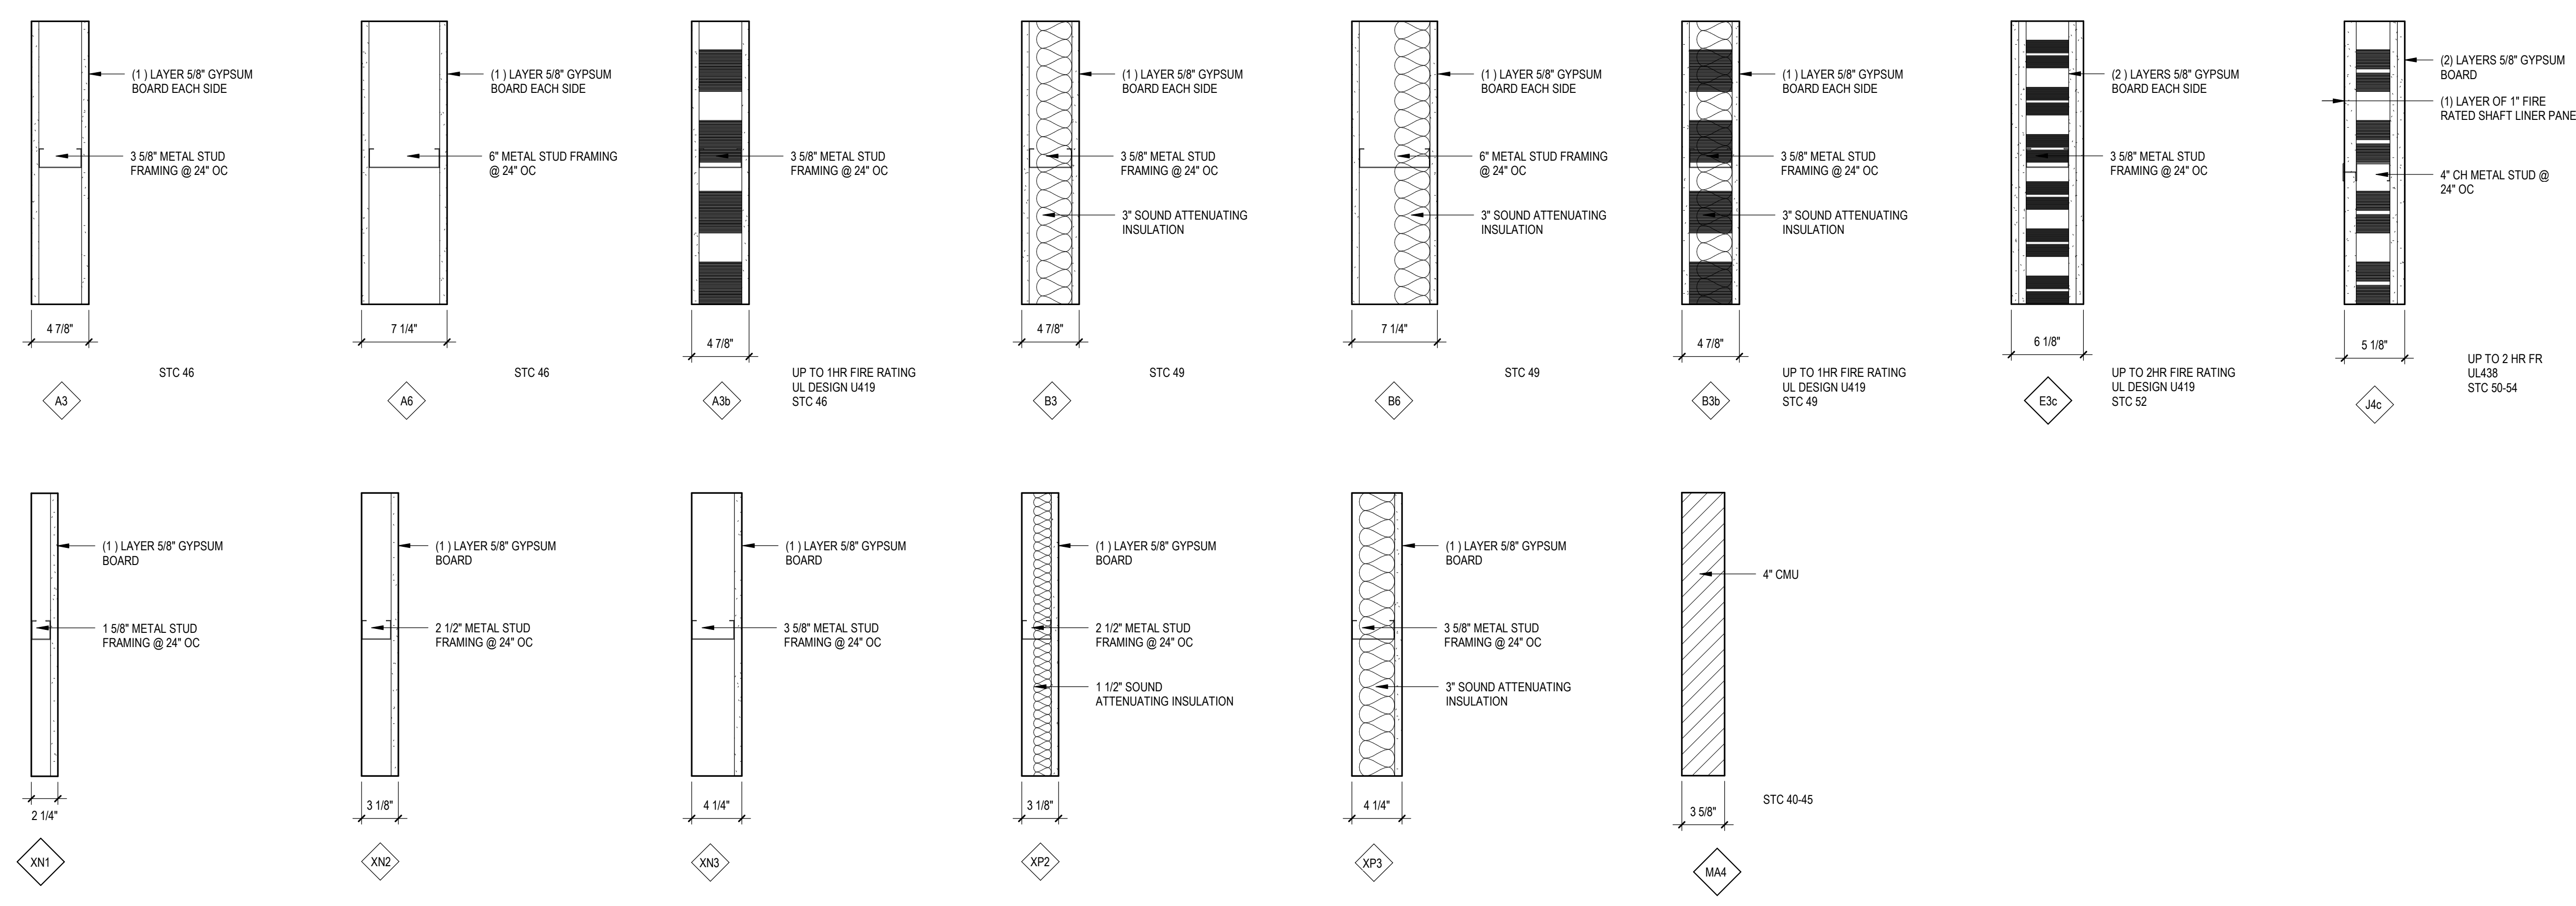 (1 ) LAYER 5/8" GYPSUM
BOARD EACH SIDE
3 5/8" METAL STUD
FRAMING @ 24" OC
4 7/8"
STC 46
A3
(1 ) LAYER 5/8" GYPSUM
BOARD EACH SIDE
6" METAL STUD FRAMING
@ 24" OC
7 1/4"
STC 46
A6
3 5/8" METAL STUD
FRAMING @ 24" OC
4 7/8"
UP TO 1HR FIRE RATING
UL DESIGN U419
STC 46
A3b
(1 ) LAYER 5/8" GYPSUM
BOARD EACH SIDE
3 5/8" METAL STUD
FRAMING @ 24" OC
3" SOUND ATTENUATING
INSULATION
4 7/8"
STC 49
B3
(1 ) LAYER 5/8" GYPSUM
BOARD EACH SIDE
6" METAL STUD FRAMING
@ 24" OC
3" SOUND ATTENUATING
INSULATION
7 1/4"
STC 49
B6
(1 ) LAYER 5/8" GYPSUM
BOARD EACH SIDE
3 5/8" METAL STUD
FRAMING @ 24" OC
3" SOUND ATTENUATING
INSULATION
4 7/8"
UP TO 1HR FIRE RATING
UL DESIGN U419
STC 49
B3b
(2 ) LAYERS 5/8" GYPSUM
BOARD EACH SIDE
3 5/8" METAL STUD
FRAMING @ 24" OC
6 1/8"
UP TO 2HR FIRE RATING
UL DESIGN U419
STC 52
E3c
(2) LAYERS 5/8" GYPSUM
BOARD
(1) LAYER OF 1" FIRE
RATED SHAFT LINER PANE
4" CH METAL STUD @
24" OC
5 1/8"
UP TO 2 HR FR
UL438
STC 50-54
J4c
(1 ) LAYER 5/8" GYPSUM
BOARD
1 5/8" METAL STUD
FRAMING @ 24" OC
2 1/4"
XN1
(1 ) LAYER 5/8" GYPSUM
BOARD
2 1/2" METAL STUD
FRAMING @ 24" OC
3 1/8"
XN2
(1 ) LAYER 5/8" GYPSUM
BOARD
3 5/8" METAL STUD
FRAMING @ 24" OC
4 1/4"
XN3
(1 ) LAYER 5/8" GYPSUM
BOARD
2 1/2" METAL STUD
FRAMING @ 24" OC
1 1/2" SOUND
ATTENUATING INSULATION
3 1/8"
XP2
(1 ) LAYER 5/8" GYPSUM
BOARD
3 5/8" METAL STUD
FRAMING @ 24" OC
3" SOUND ATTENUATING
INSULATION
4 1/4"
XP3
4" CMU
STC 40-45
3 5/8"
MA4